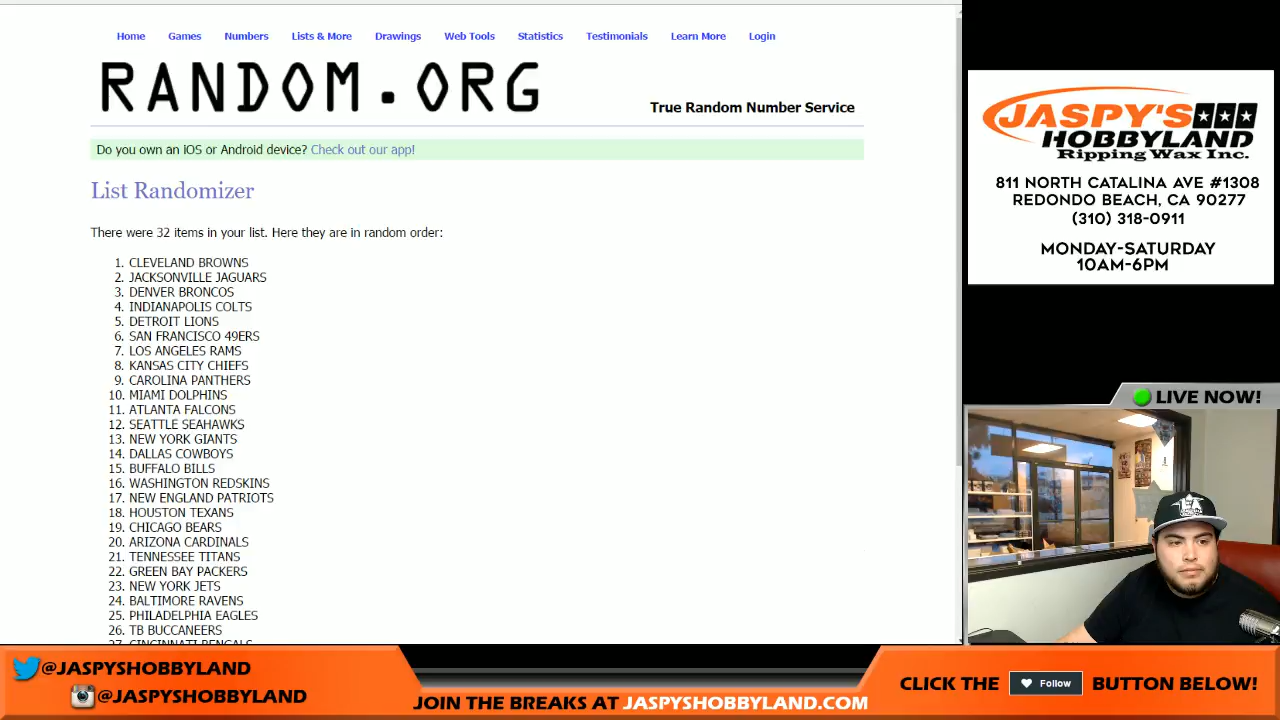 Home Games Numbers Lists & More Drawings Web Tools Statistics Testimonials Learn More Login
RANDOM.ORG
True Random Number Service
Do you own an iOS or Android device? Check out our app!
List Randomizer
There were 32 items in your list. Here they are in random order:
1. CLEVELAND BROWNS
2. JACKSONVILLE JAGUARS
3. DENVER BRONCOS
4. INDIANAPOLIS COLTS
5. DETROIT LIONS
6. SAN FRANCISCO 49ERS
7. LOS ANGELES RAMS
8. KANSAS CITY CHIEFS
9. CAROLINA PANTHERS
10. MIAMI DOLPHINS
11. ATLANTA FALCONS
12. SEATTLE SEAHAWKS
13. NEW YORK GIANTS
14. DALLAS COWBOYS
15. BUFFALO BILLS
16. WASHINGTON REDSKINS
17. NEW ENGLAND PATRIOTS
18. HOUSTON TEXANS
19. CHICAGO BEARS
20. ARIZONA CARDINALS
21. TENNESSEE TITANS
22. GREEN BAY PACKERS
23. NEW YORK JETS
24. BALTIMORE RAVENS
25. PHILADELPHIA EAGLES
26. TB BUCCANEERS
27. CINCINNATI BENGALS
JASPY'S
HOBBYLAND
Ripping Wax Inc.
811 NORTH CATALINA AVE #1308
REDONDO BEACH, CA 90277
(310) 318-0911
MONDAY-SATURDAY
10AM-6PM
LIVE NOW!
@JASPYSHOBBYLAND
@JASPYSHOBBYLAND
JOIN THE BREAKS AT JASPYSHOBBYLAND.COM
CLICK THE Follow BUTTON BELOW!